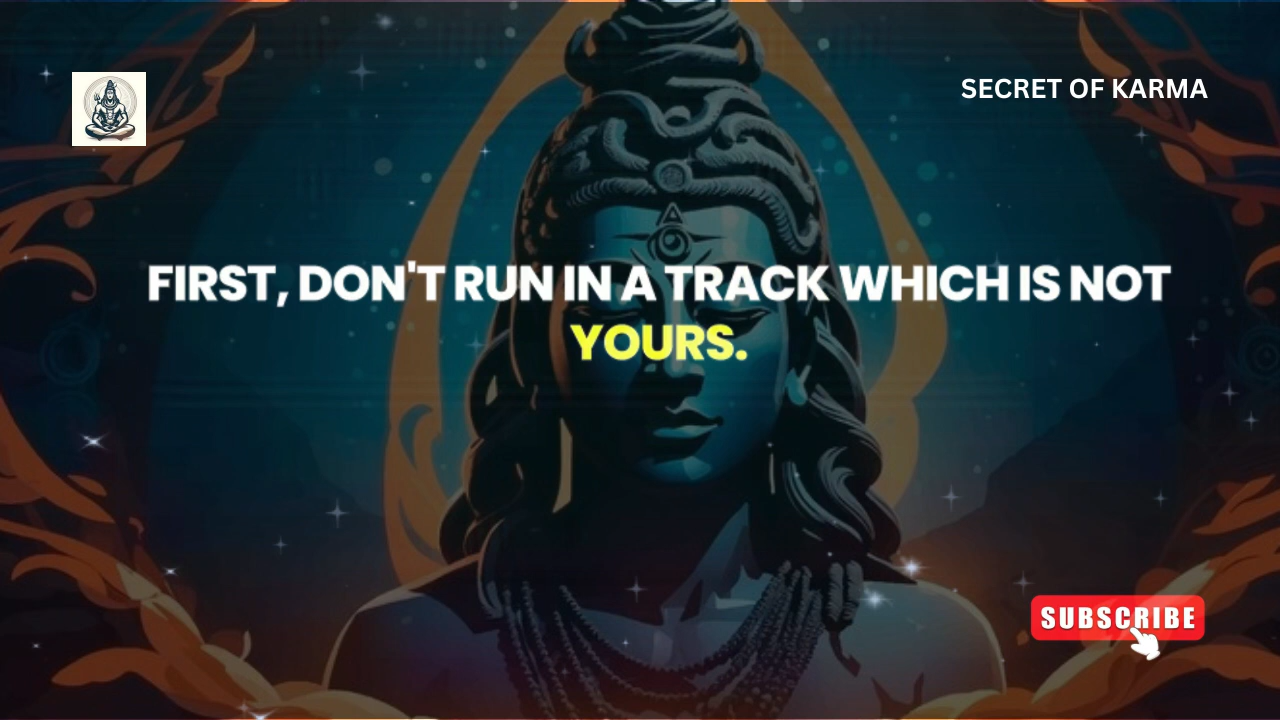 SECRET OF KARMA
FIRST, DON'T RUN IN A TRACK WHICH IS NOT
YOURS.
SUBSCRIBE